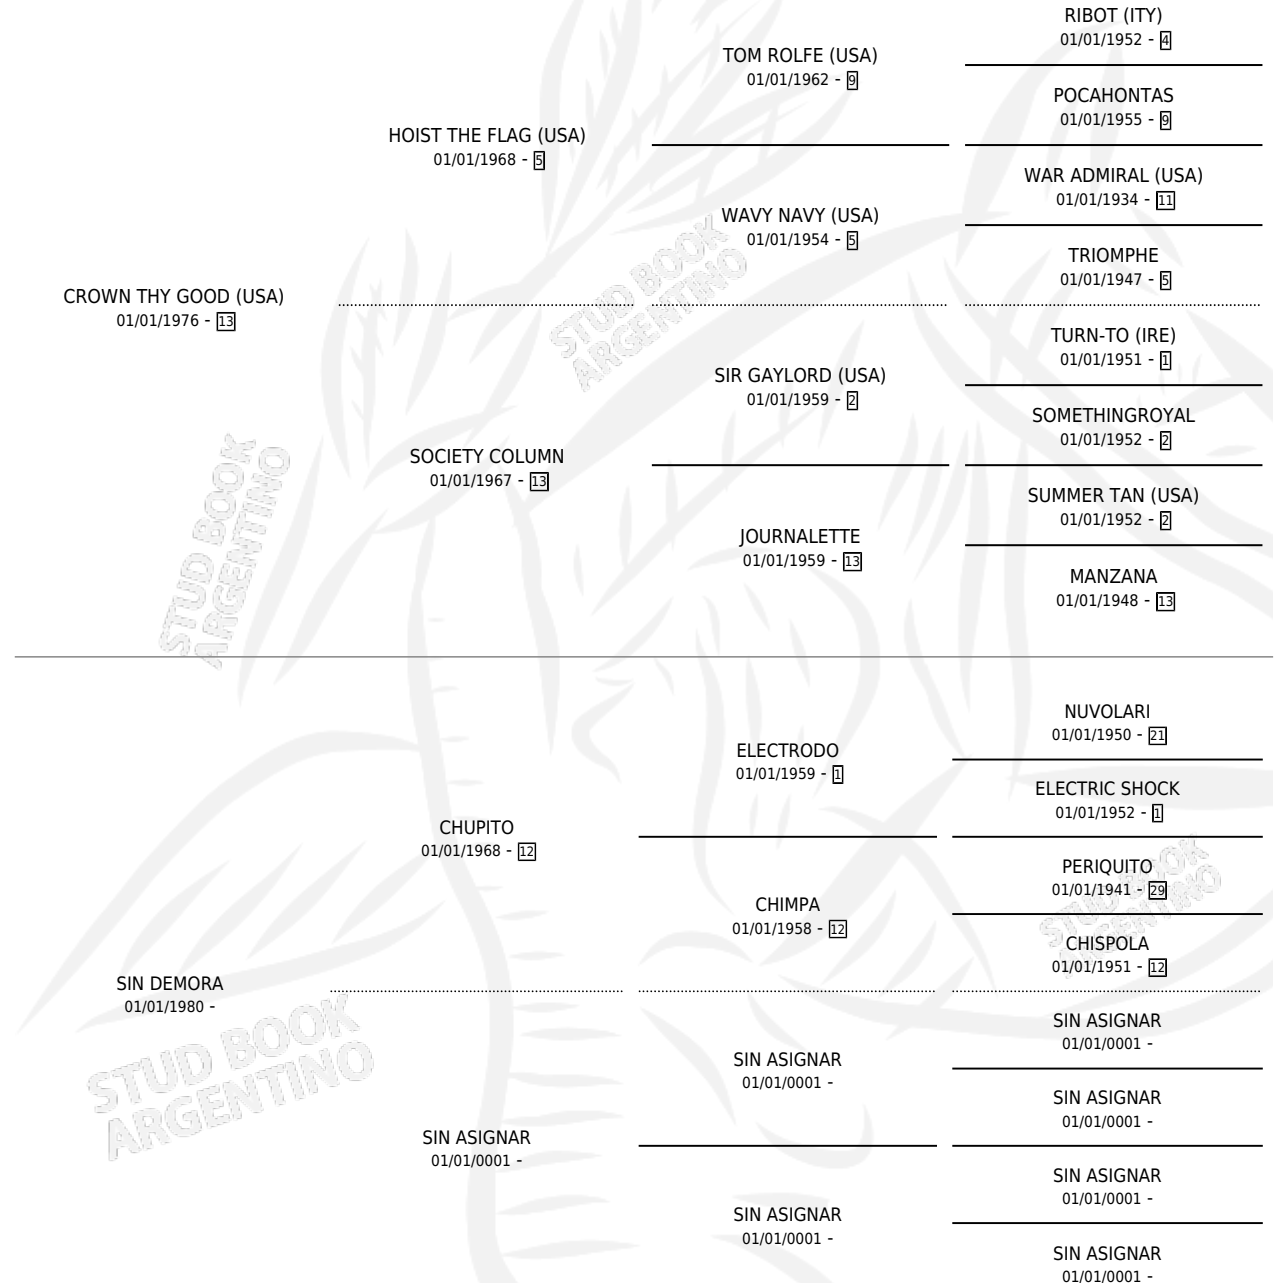 RIBOT (ITY)
01/01/1952 - 4
TOM ROLFE (USA)
01/01/1962 - 9
POCAHONTAS
01/01/1955 - 9
HOIST THE FLAG (USA)
01/01/1968 - 5
WAR ADMIRAL (USA)
01/01/1934 - 11
WAVY NAVY (USA)
01/01/1954 - 5
TRIOMPHE
01/01/1947 - 5
CROWN THY GOOD (USA)
01/01/1976 - 13
TURN-TO (IRE)
01/01/1951 - 1
SIR GAYLORD (USA)
01/01/1959 - 2
SOMETHINGROYAL
01/01/1952 - 2
SOCIETY COLUMN
01/01/1967 - 13
SUMMER TAN (USA)
01/01/1952 - 2
JOURNALETTE
01/01/1959 - 13
MANZANA
01/01/1948 - 13
NUVOLARI
01/01/1950 - 21
ELECTRODO
01/01/1959 - 1
ELECTRIC SHOCK
01/01/1952 - 1
CHUPITO
01/01/1968 - 12
PERIQUITO
01/01/1941 - 29
CHIMPA
01/01/1958 - 12
CHISPOLA
01/01/1951 - 12
SIN DEMORA
01/01/1980 -
SIN ASIGNAR
01/01/0001 -
SIN ASIGNAR
01/01/0001 -
SIN ASIGNAR
01/01/0001 -
SIN ASIGNAR
01/01/0001 -
SIN ASIGNAR
01/01/0001 -
SIN ASIGNAR
01/01/0001 -
SIN ASIGNAR
01/01/0001 -
STUD BOOK
ARGENTINO
STUD BOOK
ARGENTINO
STUD BOOK
ARGENTINO
STUD BOOK
ARGENTINO